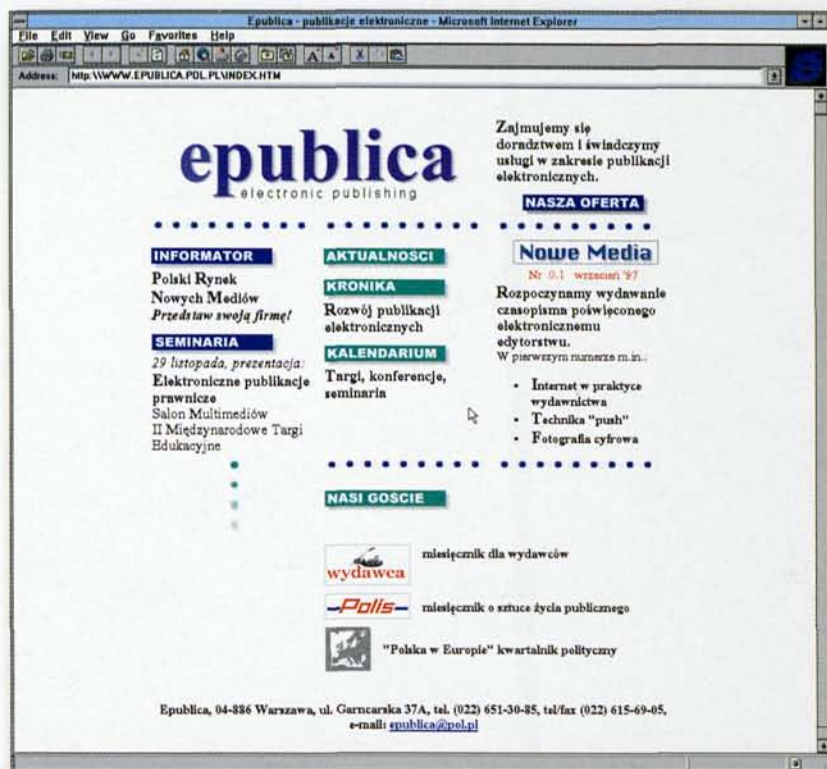 Epublica - publikacje elektroniczne - Microsoft Internet Explorer
File Edit View Go Favorites Help
Address: http:\\WWW.EPUBLICA.POL.PL\INDEX.HTM
epublica
electronic publishing
Zajmujemy się
doradztwem i świadczymy
usługi w zakresie publikacji
elektronicznych.
NASZA OFERTA
INFORMATOR
Polski Rynek
Nowych Mediów
Przedstaw swoją firmę!
SEMINARIA
29 listopada, prezentacja:
Elektroniczne publikacje
prawnicze
Salon Multimediów
II Międzynarodowe Targi
Edukacyjne
AKTUALNOŚCI
KRONIKA
Rozwój publikacji
elektronicznych
KALENDARIUM
Targi, konferencje,
seminaria
Nowe Media
Nr 0.1 wrzesień '97
Rozpoczynamy wydawanie
czasopisma poświęconego
elektronicznemu
edytorstwu.
W pierwszym numerze m.in.:
• Internet w praktyce
wydawnictwa
• Technika "push"
• Fotografia cyfrowa
NASI GOŚCIE
wydawca
miesięcznik dla wydawców
Polis
miesięcznik o sztuce życia publicznego
"Polska w Europie" kwartalnik polityczny
Epublica, 04-886 Warszawa, ul. Garncarska 37A, tel. (022) 651-30-85, tel/fax (022) 615-69-05,
e-mail: epublica@pol.pl